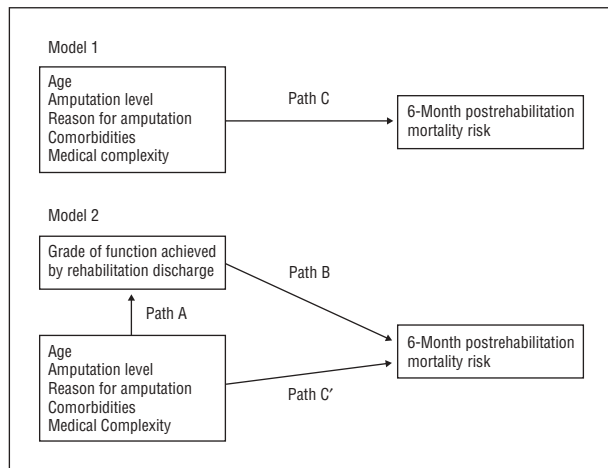 Model 1
Age
Amputation level
Reason for amputation
Comorbidities
Medical complexity
Path C
6-Month postrehabilitation
mortality risk
Model 2
Grade of function achieved
by rehabilitation discharge
Path B
Path A
Age
Amputation level
Reason for amputation
Comorbidities
Medical Complexity
Path C′
6-Month postrehabilitation
mortality risk